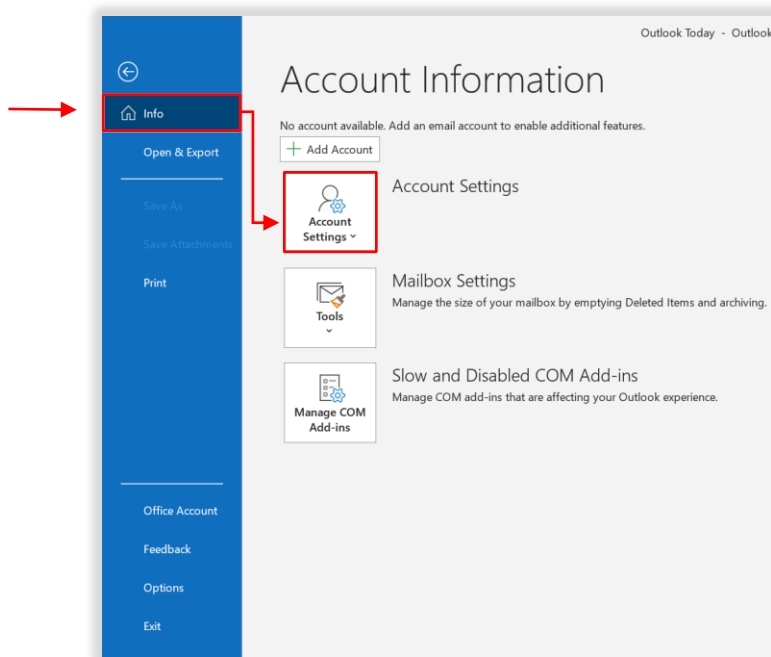 Outlook Today - Outlook
Account Information
Info
No account available. Add an email account to enable additional features.
Open & Export
Add Account
Save As
Account Settings
Account
Settings
Save Attachments
Print
Mailbox Settings
Manage the size of your mailbox by emptying Deleted Items and archiving.
Tools
Slow and Disabled COM Add-ins
Manage COM add-ins that are affecting your Outlook experience.
Manage COM
Add-ins
Office Account
Feedback
Options
Exit